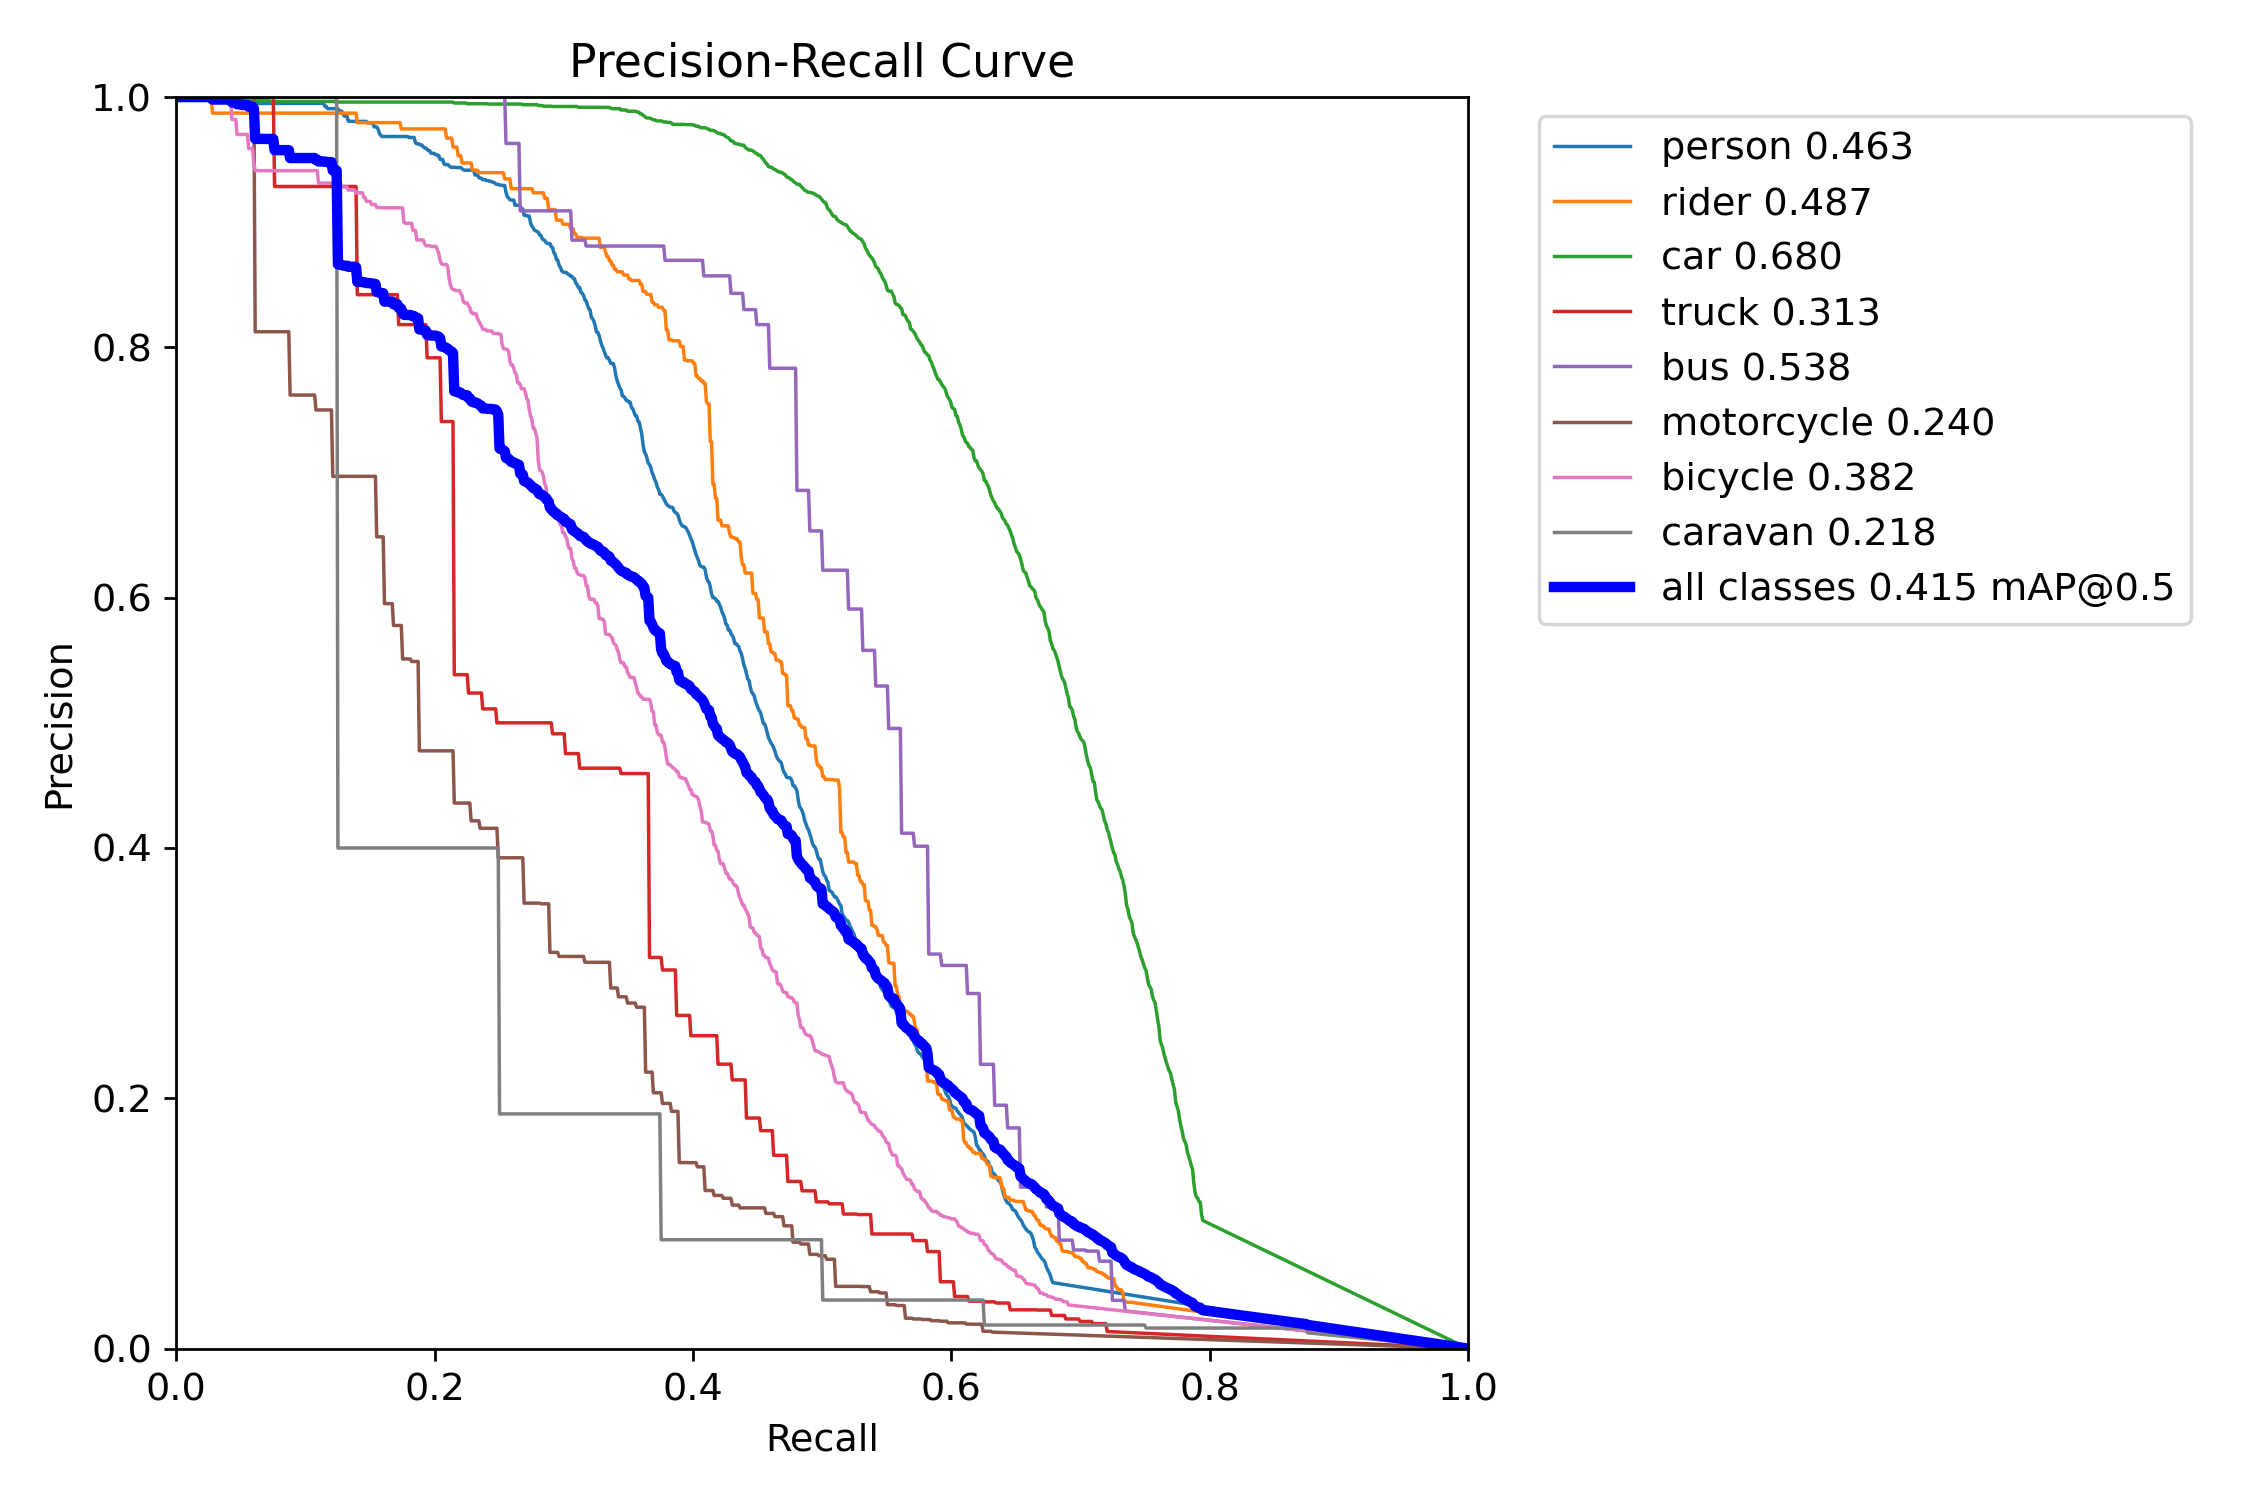 Precision-Recall Curve
1.0
0.8
0.6
0.4
0.2
0.0
Precision
0.0 0.2 0.4 0.6 0.8 1.0
Recall
person 0.463
rider 0.487
car 0.680
truck 0.313
bus 0.538
motorcycle 0.240
bicycle 0.382
caravan 0.218
all classes 0.415 mAP@0.5